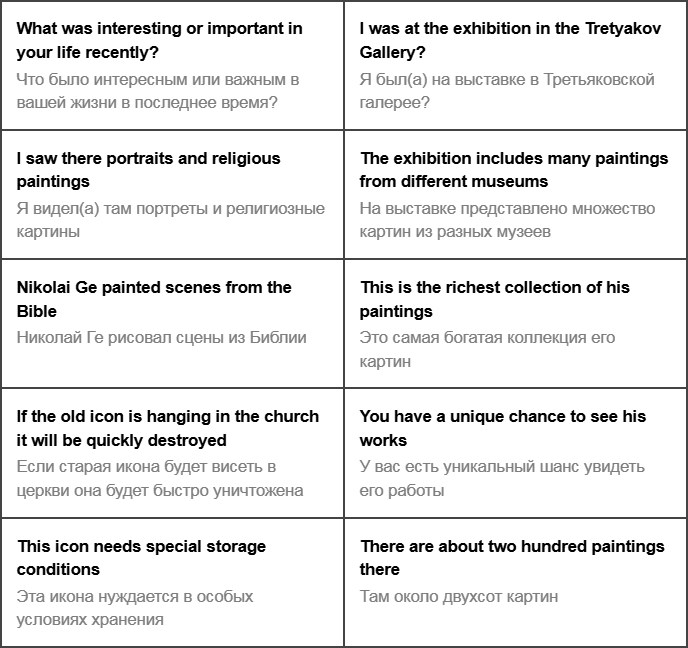 What was interesting or important in
your life recently?
Что было интересным или важным в
вашей жизни в последнее время?
I was at the exhibition in the Tretyakov
Gallery?
Я был(а) на выставке в Третьяковской
галерее?
I saw there portraits and religious
paintings
Я видел(а) там портреты и религиозные
картины
The exhibition includes many paintings
from different museums
На выставке представлено множество
картин из разных музеев
Nikolai Ge painted scenes from the
Bible
Николай Ге рисовал сцены из Библии
This is the richest collection of his
paintings
Это самая богатая коллекция его
картин
If the old icon is hanging in the church
it will be quickly destroyed
Если старая икона будет висеть в
церкви она будет быстро уничтожена
You have a unique chance to see his
works
У вас есть уникальный шанс увидеть
его работы
This icon needs special storage
conditions
Эта икона нуждается в особых
условиях хранения
There are about two hundred paintings
there
Там около двухсот картин